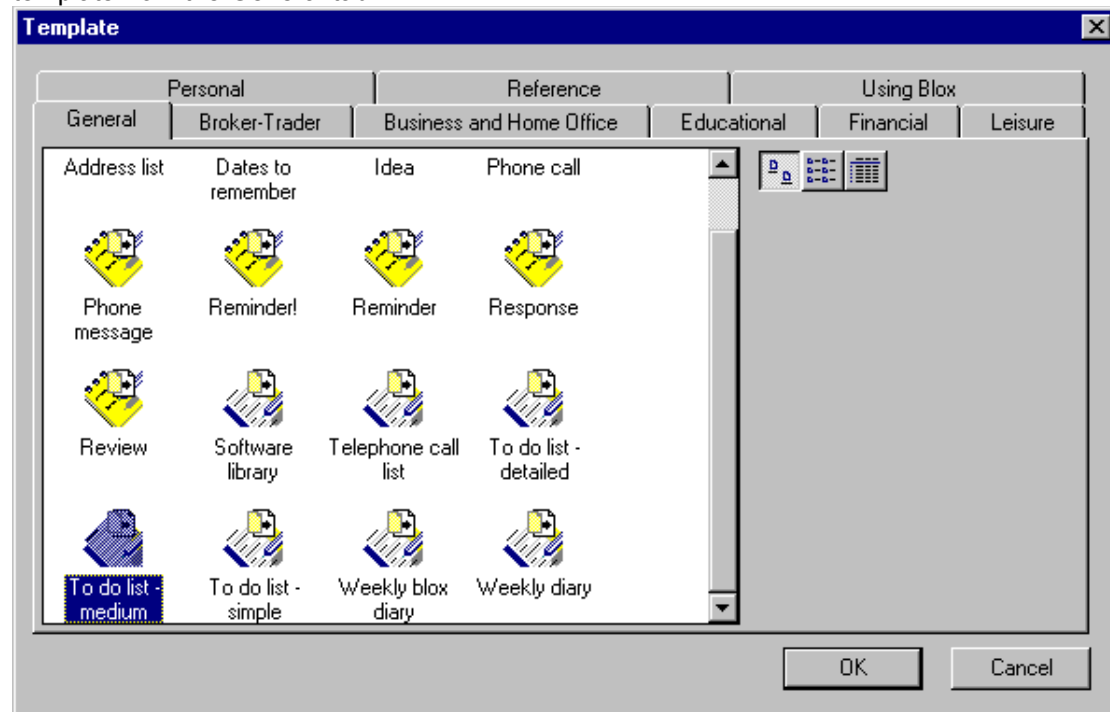 Template
Personal
Reference
Using Blox
General
Broker-Trader
Business and Home Office
Educational
Financial
Leisure
Address list
Dates to
remember
Idea
Phone call
Phone
message
Reminder!
Reminder
Response
Review
Software
library
Telephone call
list
To do list -
detailed
To do list -
medium
To do list -
simple
Weekly blox
diary
Weekly diary
OK
Cancel